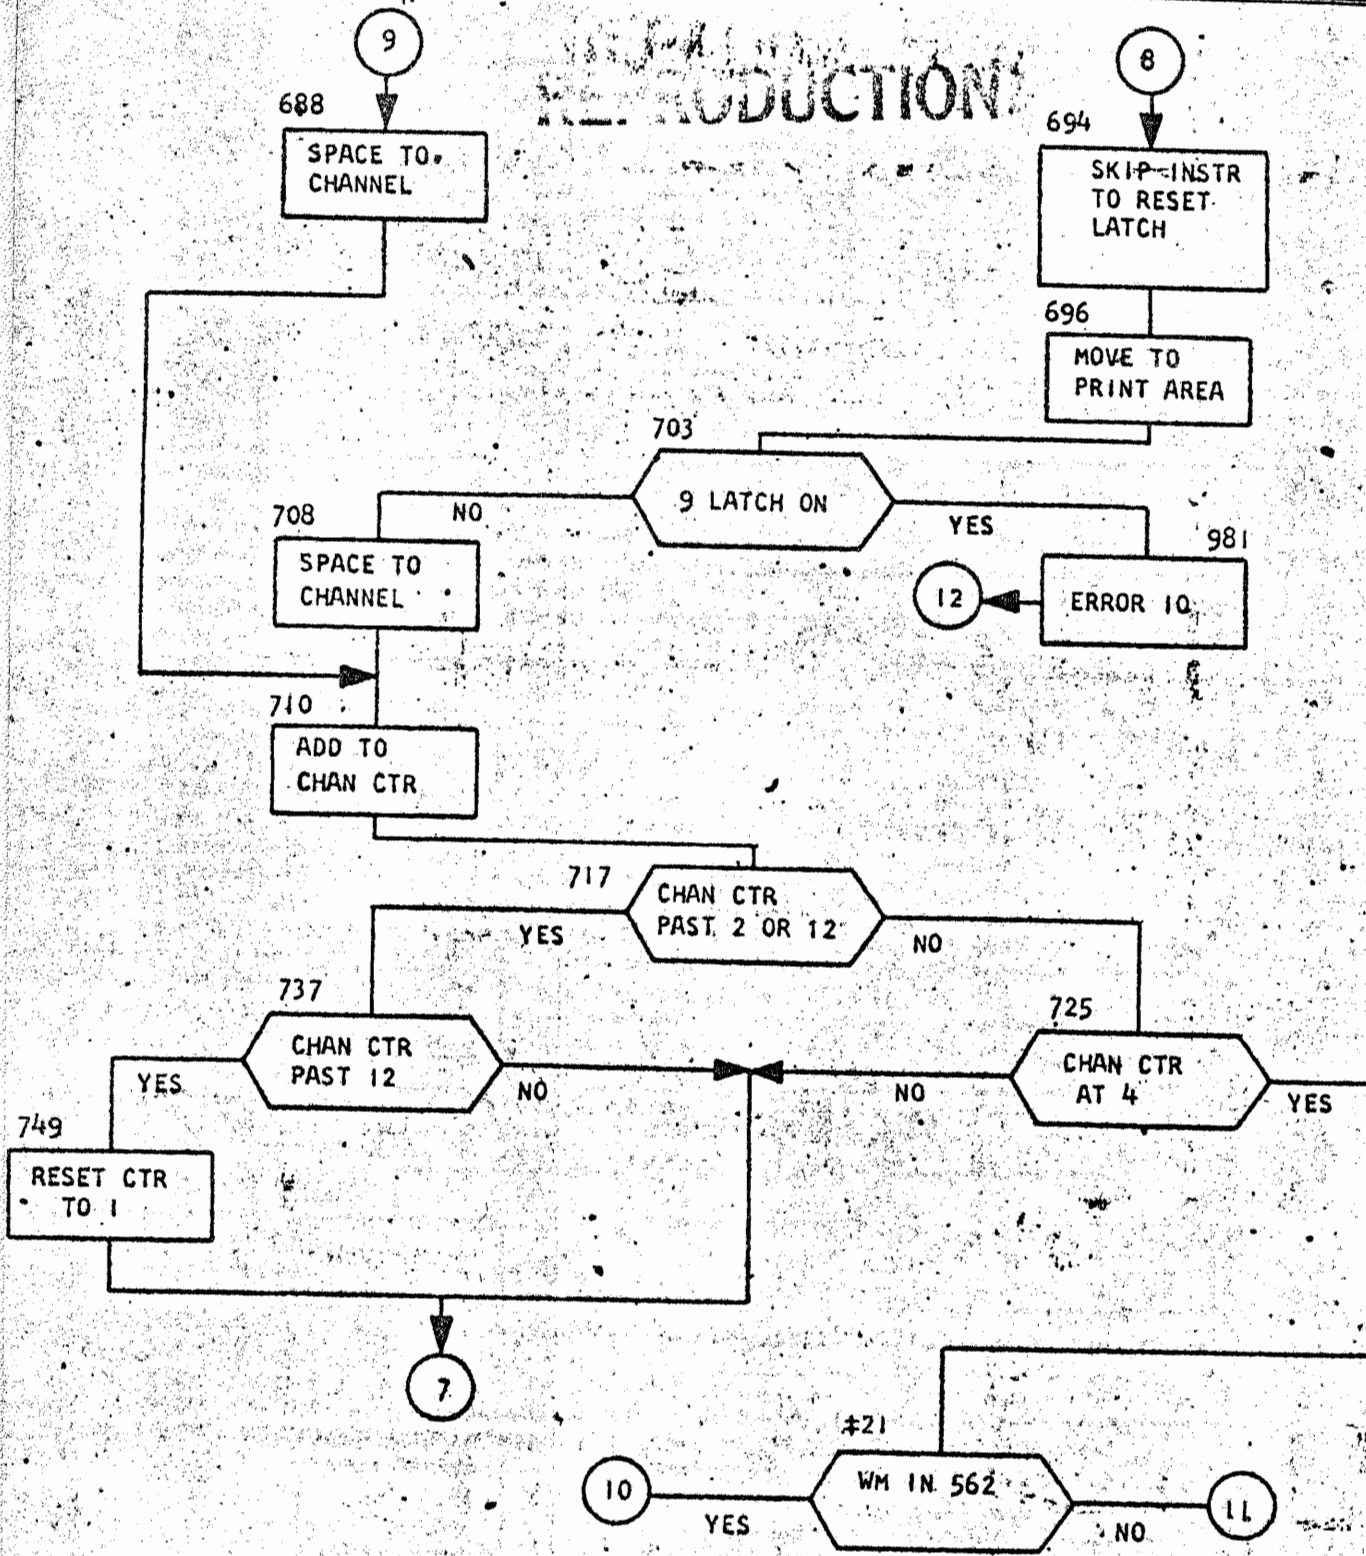 9
8
REPRODUCTION
688
SPACE TO
CHANNEL
694
SKIP INSTR
TO RESET
LATCH
696
MOVE TO
PRINT AREA
703
9 LATCH ON
NO
YES
708
SPACE TO
CHANNEL
981
ERROR 10
12
710
ADD TO
CHAN CTR
717
CHAN CTR
PAST 2 OR 12
YES
NO
737
CHAN CTR
PAST 12
YES
NO
725
CHAN CTR
AT 4
NO
YES
749
RESET CTR
TO 1
7
‡21
WM IN 562
10
YES
NO
11